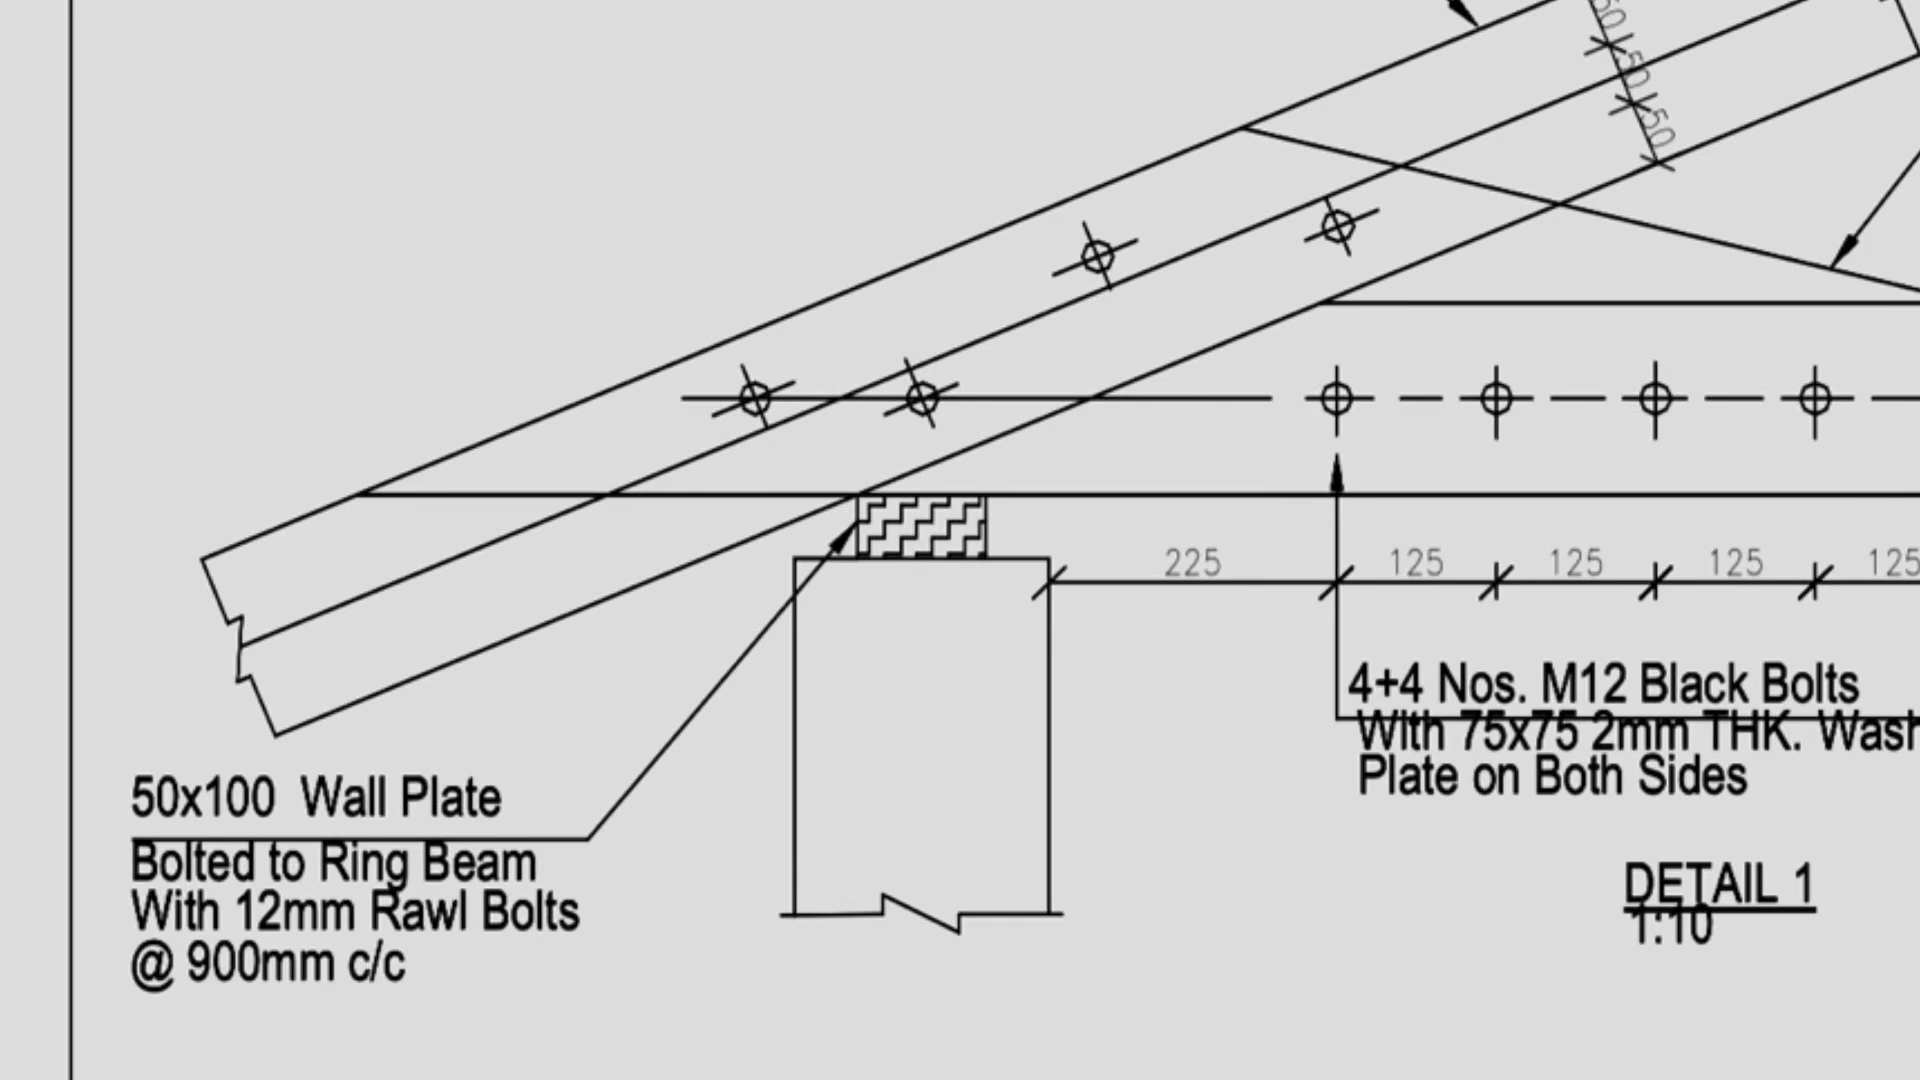 50
50
50
225
125
125
125
125
4+4 Nos. M12 Black Bolts
With 75x75 2mm THK. Wash
Plate on Both Sides
50x100 Wall Plate
Bolted to Ring Beam
With 12mm Rawl Bolts
@ 900mm c/c
DETAIL 1
1:10